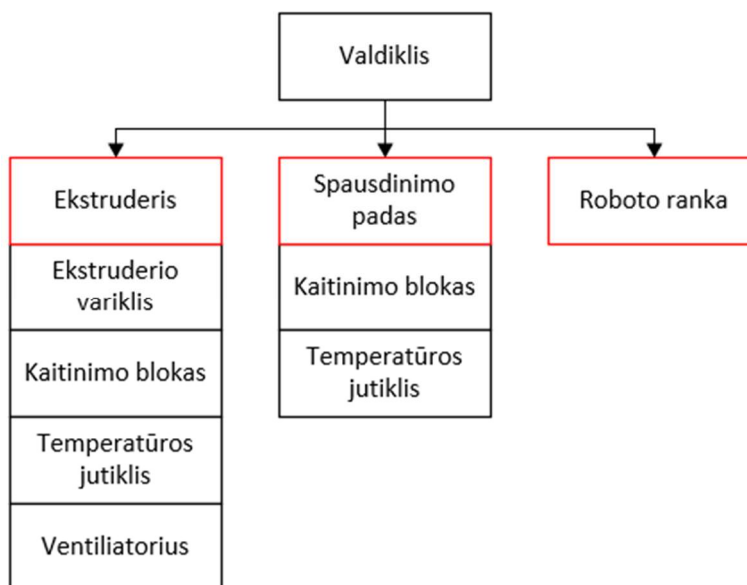 Valdiklis
Ekstruderis
Ekstruderio
variklis
Kaitinimo blokas
Temperatūros
jutiklis
Ventiliatorius
Spausdinimo
padas
Kaitinimo blokas
Temperatūros
jutiklis
Roboto ranka